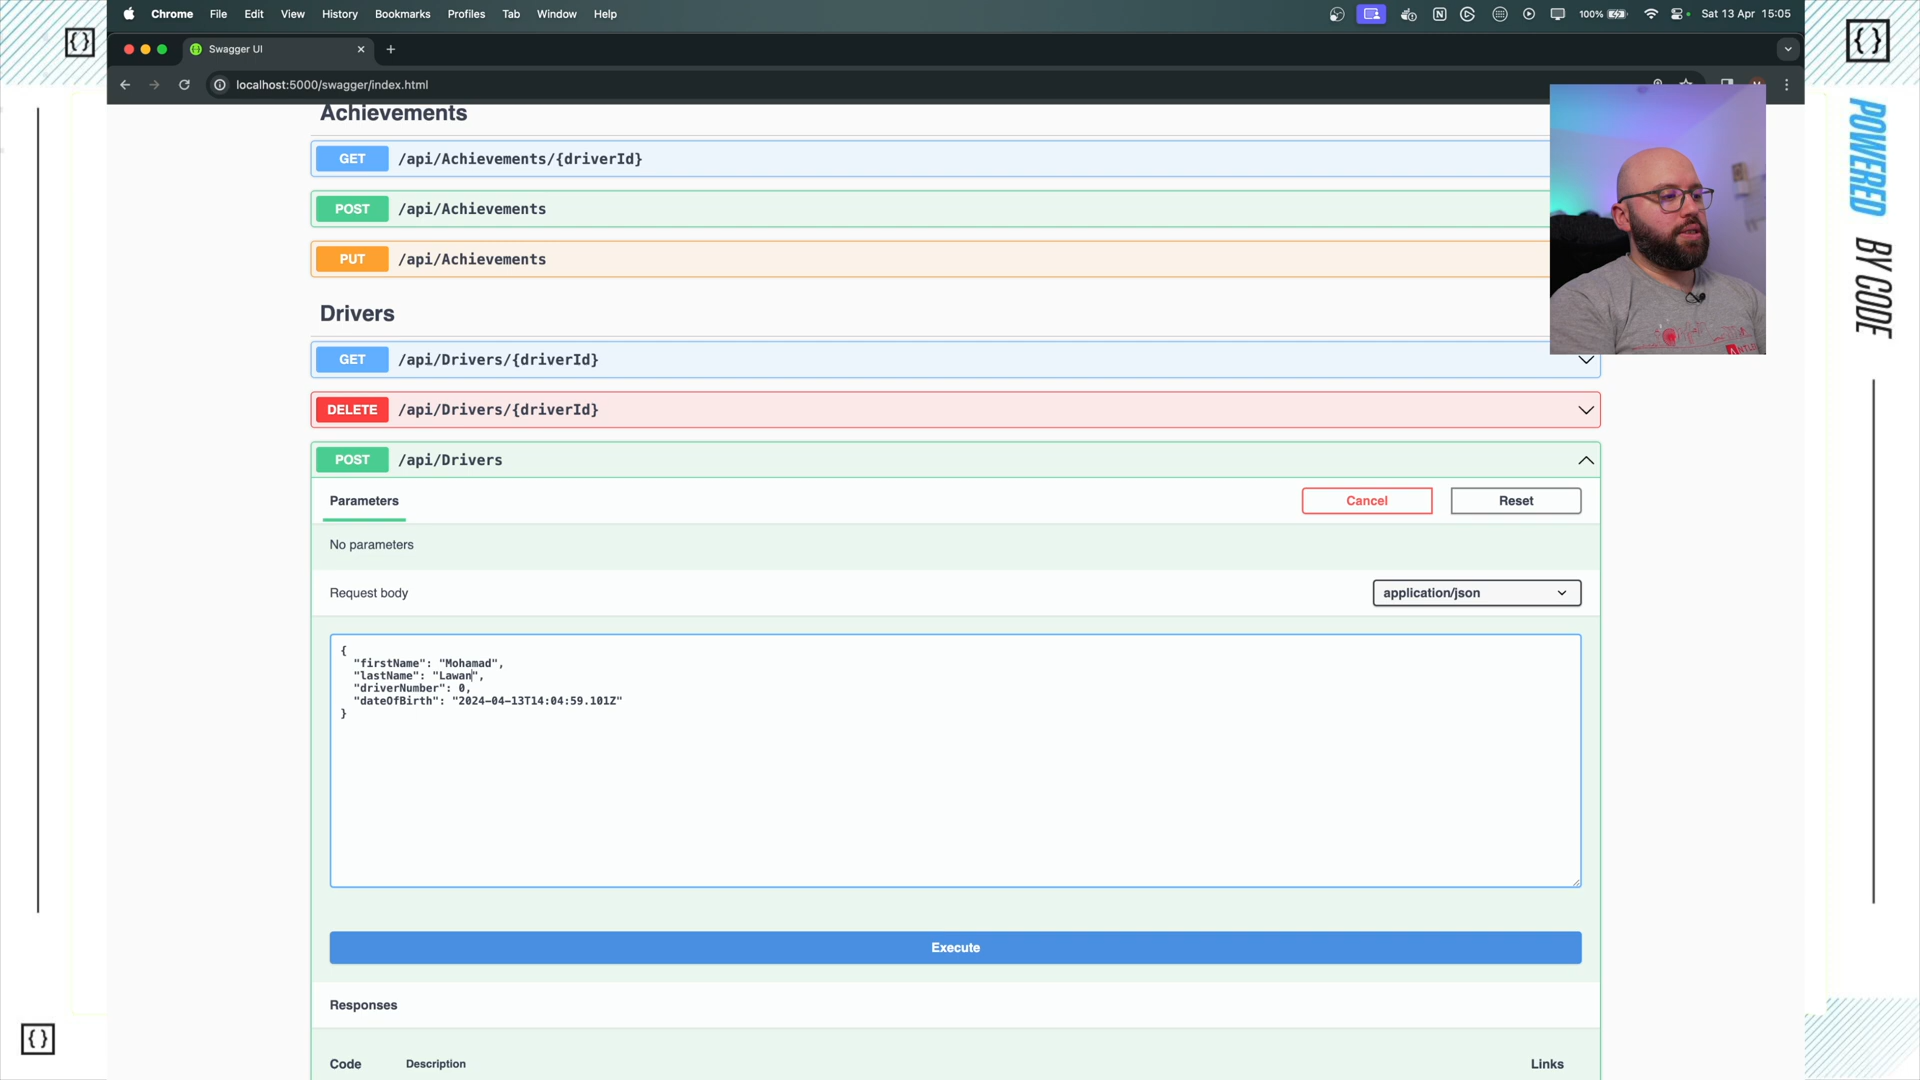 Chrome File Edit View History Bookmarks Profiles Tab Window Help
100% Sat 13 Apr 15:05
{ }
{ }
Swagger UI
localhost:5000/swagger/index.html
POWERED BY CODE
Achievements
GET /api/Achievements/{driverId}
POST /api/Achievements
PUT /api/Achievements
Drivers
GET /api/Drivers/{driverId}
DELETE /api/Drivers/{driverId}
POST /api/Drivers
Parameters
Cancel
Reset
No parameters
Request body
application/json
{
"firstName": "Mohamad",
"lastName": "Lawan",
"driverNumber": 0,
"dateOfBirth": "2024-04-13T14:04:59.101Z"
}
Execute
Responses
Code Description Links
{ }